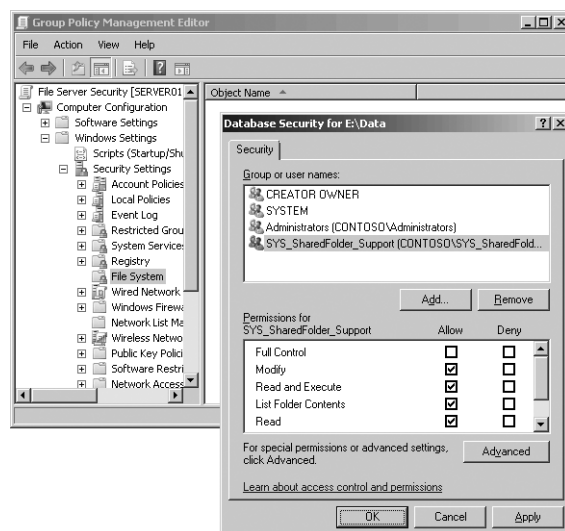 Group Policy Management Editor
File Action View Help
File Server Security [SERVER01
Computer Configuration
Software Settings
Windows Settings
Scripts (Startup/Shu
Security Settings
Account Policies
Local Policies
Event Log
Restricted Grou
System Service
Registry
File System
Wired Network
Windows Firewa
Network List Ma
Wireless Netwo
Public Key Polici
Software Restri
Network Access
Object Name
Database Security for E:\Data
Security
Group or user names:
CREATOR OWNER
SYSTEM
Administrators (CONTOSO\Administrators)
SYS_SharedFolder_Support (CONTOSO\SYS_SharedFold...
Add... Remove
Permissions for
SYS_SharedFolder_Support Allow Deny
Full Control
Modify
Read and Execute
List Folder Contents
Read
For special permissions or advanced settings,
click Advanced.
Advanced
Learn about access control and permissions
OK Cancel Apply